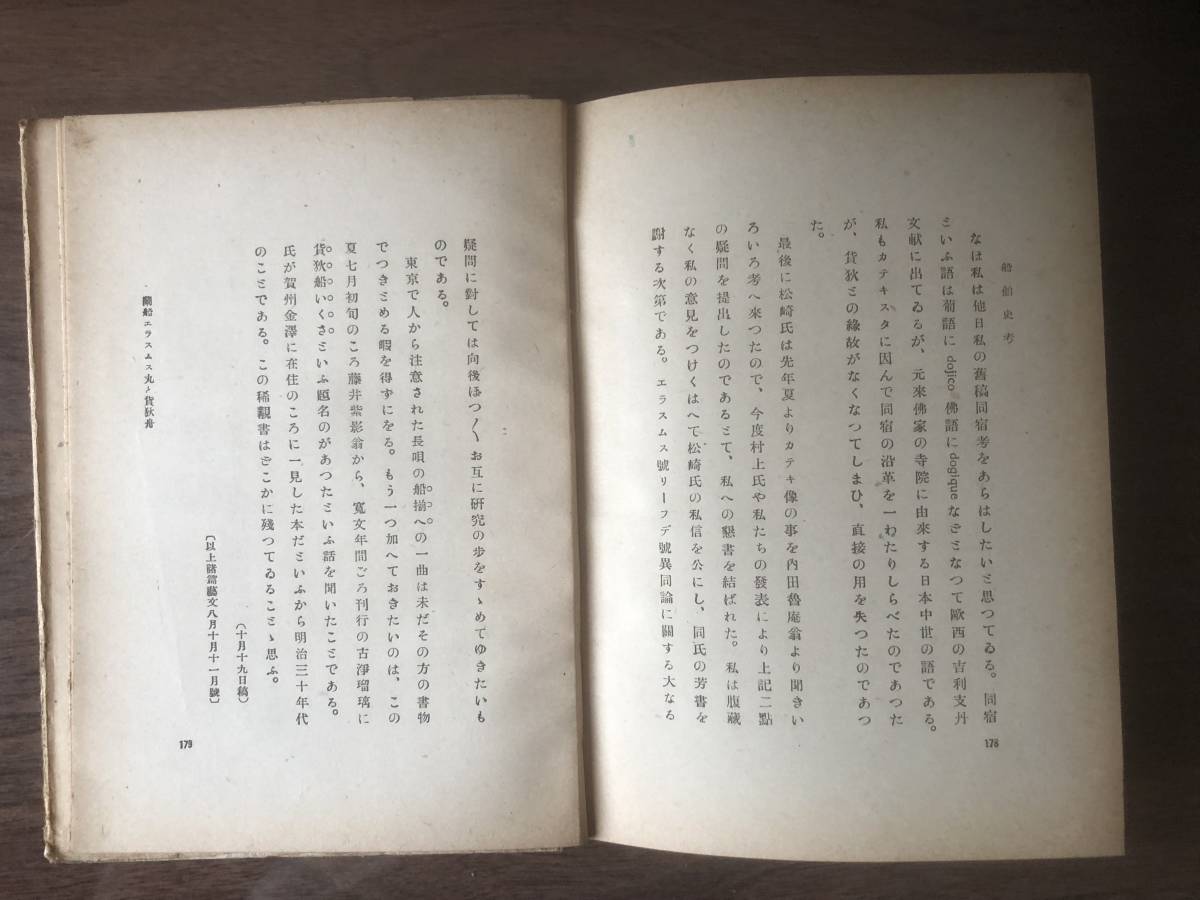 船舶史考
なほ私は他日私の舊稿同宿考をあらはしたいと思つてゐる。同宿
といふ語は葡語に dojico 佛語に dogique などとなつて歐西の吉利支丹
文献に出てゐるが、元來佛家の寺院に由來する日本中世の語である。
私もカテキスタに因んで同宿の沿革を一わたりしらべたのであつた
が、貨狄との緣故がなくなつてしまひ、直接の用を失つたのであつ
た。
最後に松崎氏は先年夏よりカテキ像の事を內田魯庵翁より聞きい
ろいろ考へ來つたので、今度村上氏や私たちの發表により上記二點
の疑問を提出したのであるとて、私への懇書を結ばれた。私は腹藏
なく私の意見をつけくはへて松崎氏の私信を公にし、同氏の芳書を
謝する次第である。エラスムス號リーフデ號異同論に關する大なる
178
疑問に對しては向後ぽつ〳〵お互に研究の步をすゝめてゆきたいも
のである。
東京で人から注意された長唄の船揃への一曲は未だその方の書物
でつきとめる暇を得ずにをる。もう一つ加へておきたいのは、この
夏七月初旬のころ藤井紫影翁から、寬文年間ごろ刊行の古淨瑠璃に
貨狄船いくさといふ題名のがあつたといふ話を聞いたことである。
氏が賀州金澤に在住のころに一見した本だといふから明治三十年代
のことである。この稀覯書はどこかに殘つてゐることゝ思ふ。
〔十月十九日稿〕
〔以上諸篇藝文八月十月十一月號〕
蘭船エラスムス丸と貨狄舟
179